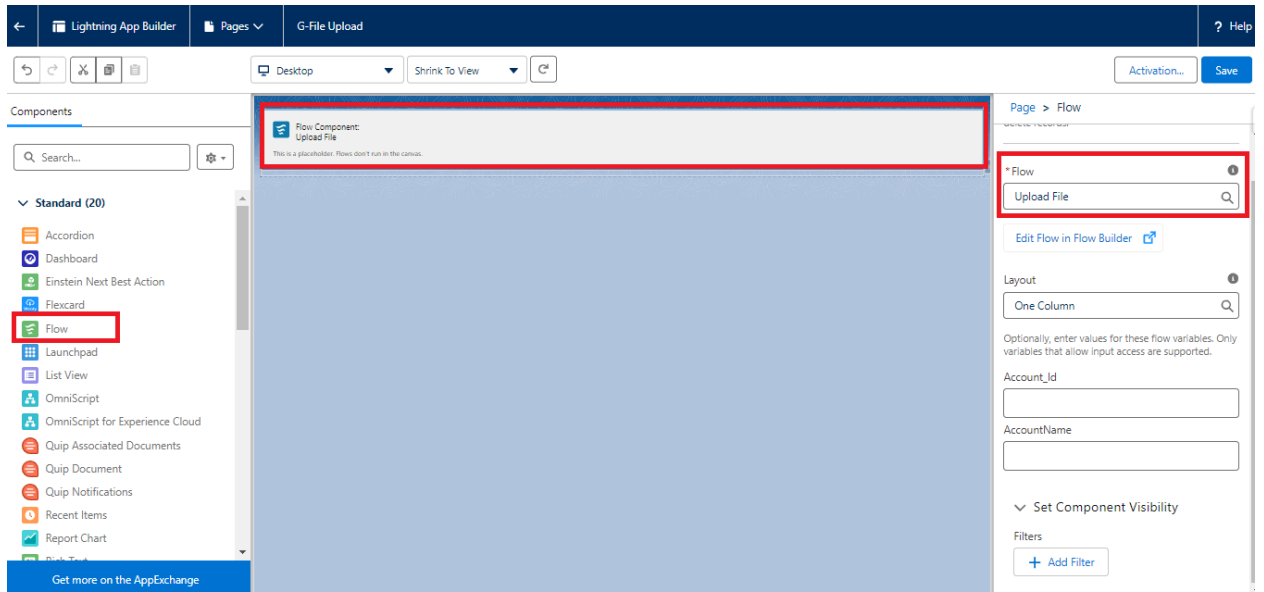 Lightning App Builder
Pages
G-File Upload
? Help
Desktop
Shrink To View
Activation...
Save
Components
Search...
Standard (20)
Accordion
Dashboard
Einstein Next Best Action
Flexcard
Flow
Launchpad
List View
OmniScript
OmniScript for Experience Cloud
Quip Associated Documents
Quip Document
Quip Notifications
Recent Items
Report Chart
Rich Text
Get more on the AppExchange
Flow Component:
Upload File
This is a placeholder. Flows don't run in the canvas.
Page > Flow
delete records.
* Flow
Upload File
Edit Flow in Flow Builder
Layout
One Column
Optionally, enter values for these flow variables. Only
variables that allow input access are supported.
Account_Id
AccountName
Set Component Visibility
Filters
+ Add Filter